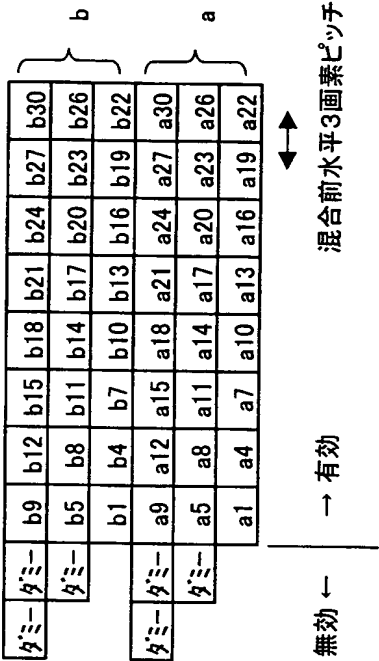 ダミー ダミー b9 b12 b15 b18 b21 b24 b27 b30
ダミー b5 b8 b11 b14 b17 b20 b23 b26 b
b1 b4 b7 b10 b13 b16 b19 b22
ダミー ダミー a9 a12 a15 a18 a21 a24 a27 a30
ダミー a5 a8 a11 a14 a17 a20 a23 a26 a
a1 a4 a7 a10 a13 a16 a19 a22
無効 ← → 有効
混合前水平3画素ピッチ